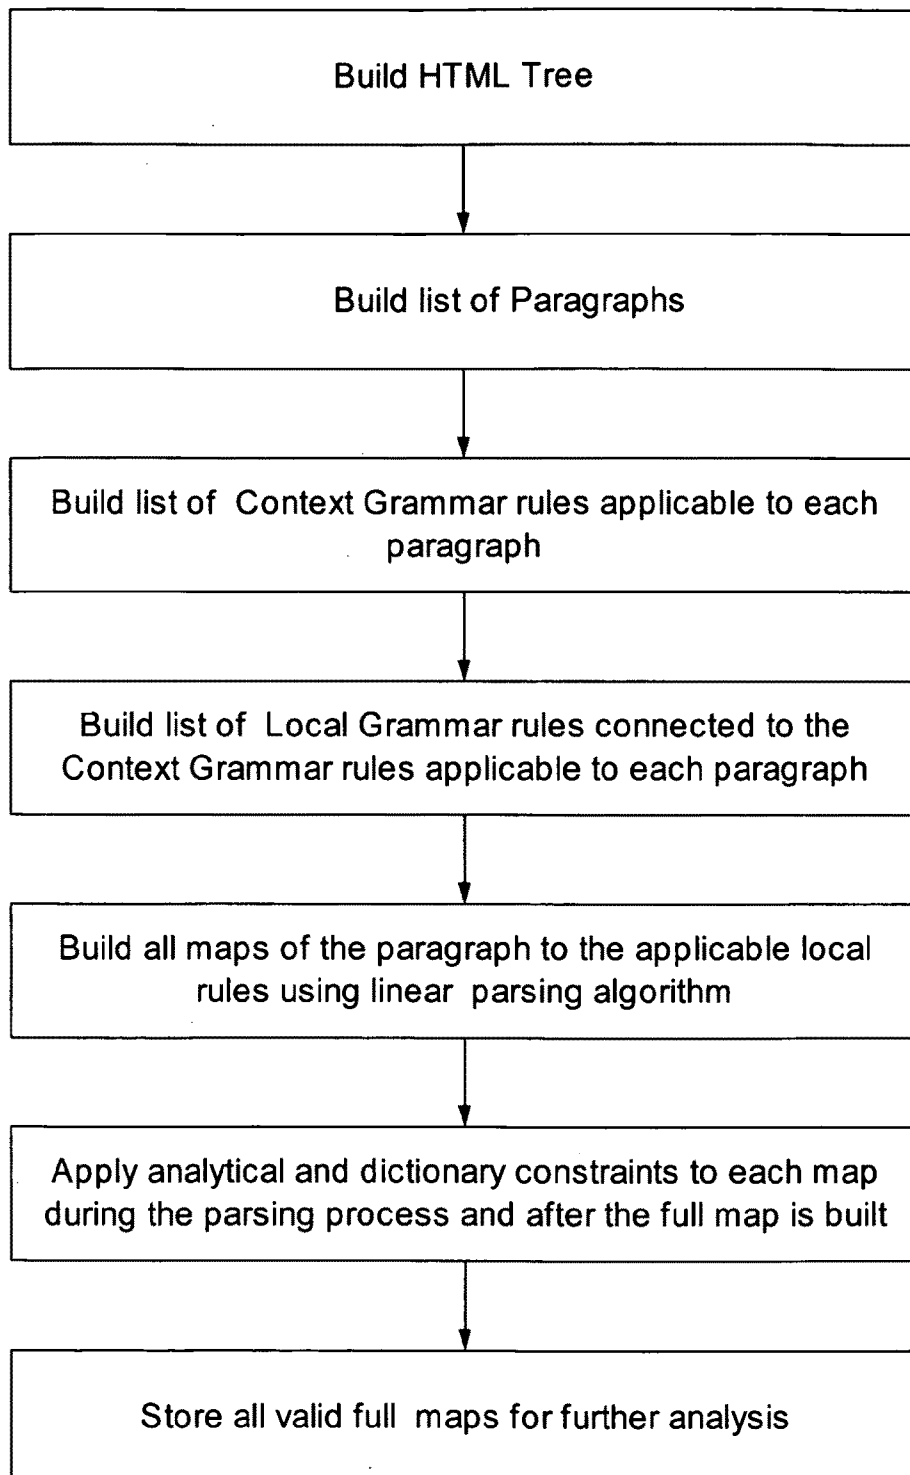 Build HTML Tree
Build list of Paragraphs
Build list of Context Grammar rules applicable to each
paragraph
Build list of Local Grammar rules connected to the
Context Grammar rules applicable to each paragraph
Build all maps of the paragraph to the applicable local
rules using linear parsing algorithm
Apply analytical and dictionary constraints to each map
during the parsing process and after the full map is built
Store all valid full maps for further analysis